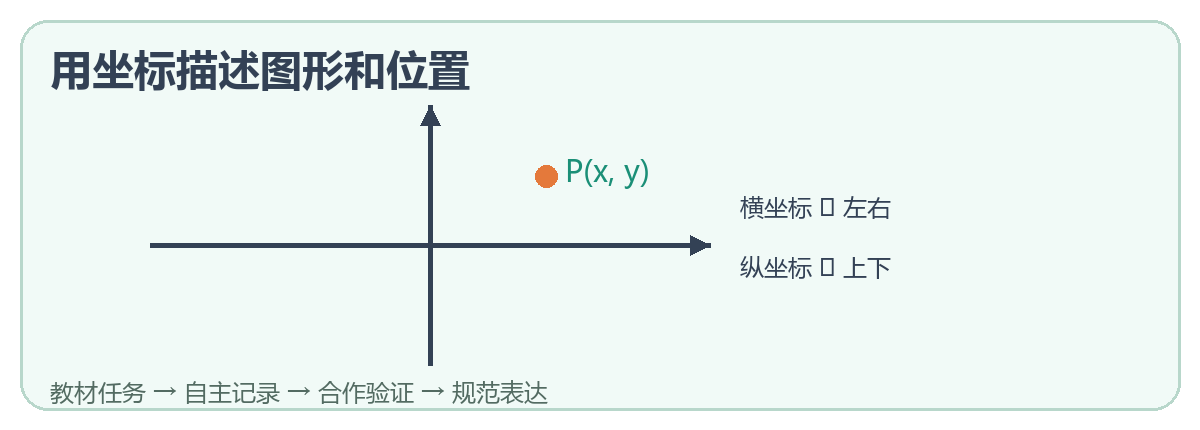 用坐标描述图形和位置
P(x, y)
横坐标 ▯ 左右
纵坐标 ▯ 上下
教材任务 → 自主记录 → 合作验证 → 规范表达